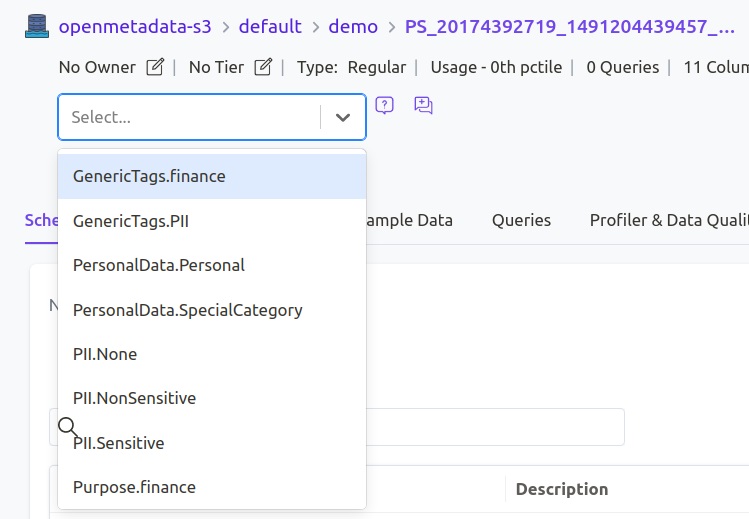 openmetadata-s3 > default > demo > PS_20174392719_1491204439457_...
No Owner | No Tier | Type: Regular | Usage - 0th pctile | 0 Queries | 11 Colum
Select...
GenericTags.finance
GenericTags.PII
Sche ample Data Queries Profiler & Data Qualit
PersonalData.Personal
PersonalData.SpecialCategory
PII.None
PII.NonSensitive
PII.Sensitive
Purpose.finance
Description